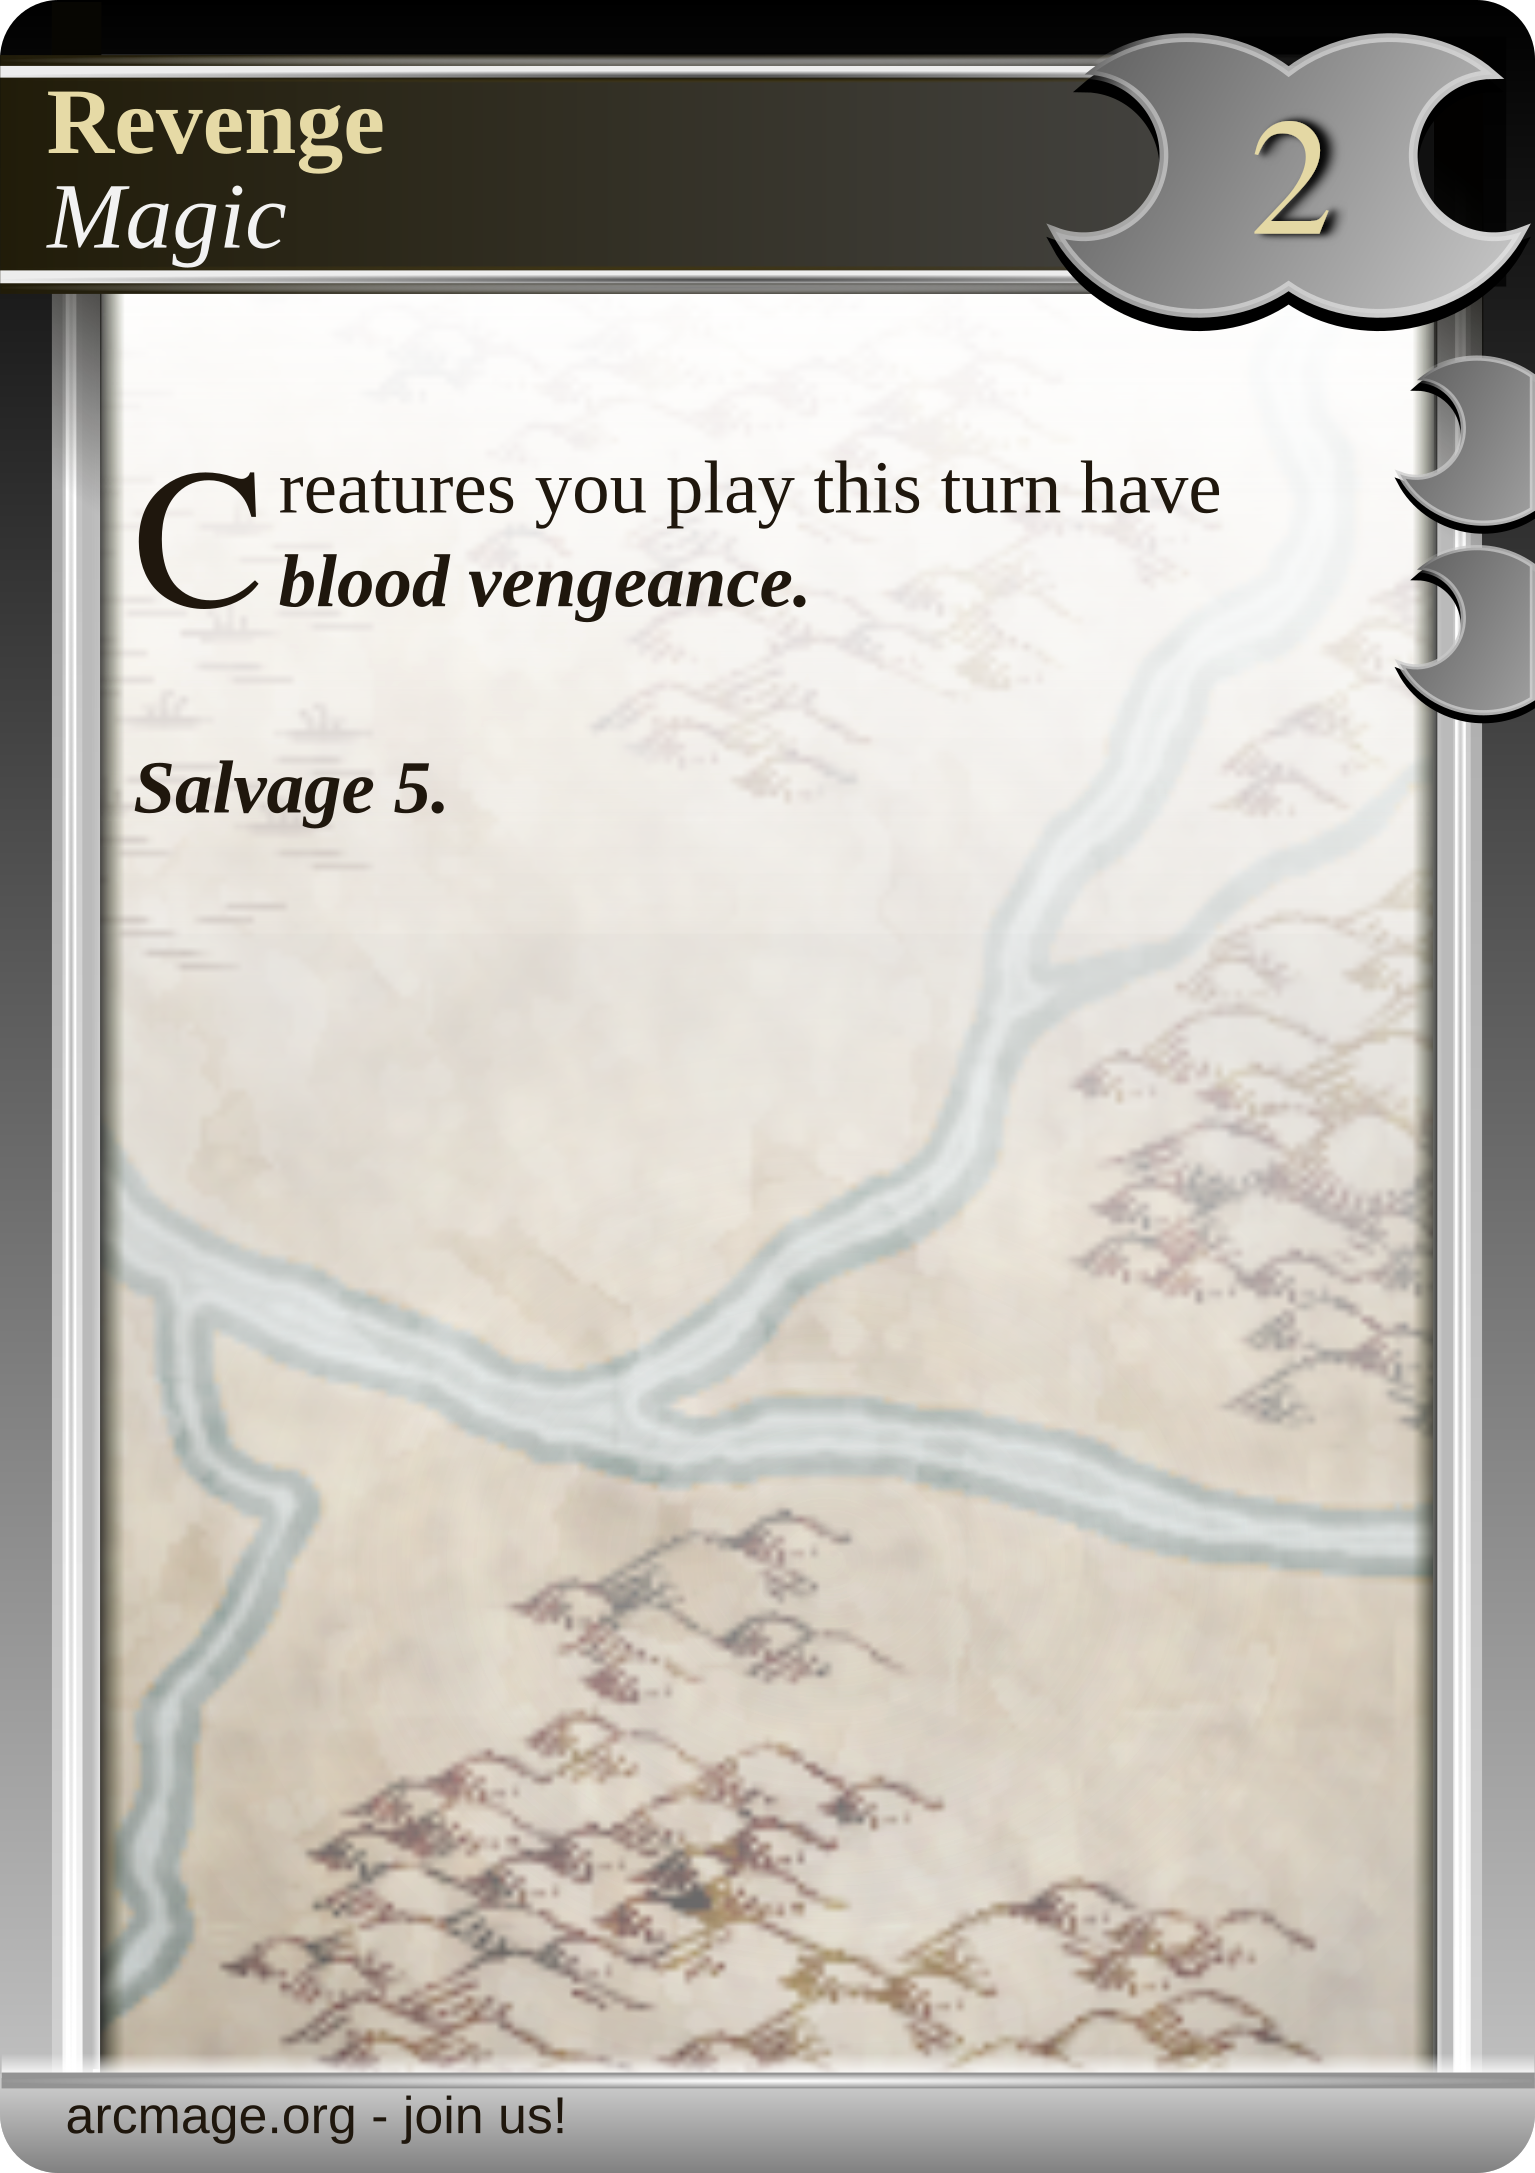 Revenge
Magic
2
Creatures you play this turn have
blood vengeance.
Salvage 5.
arcmage.org - join us!